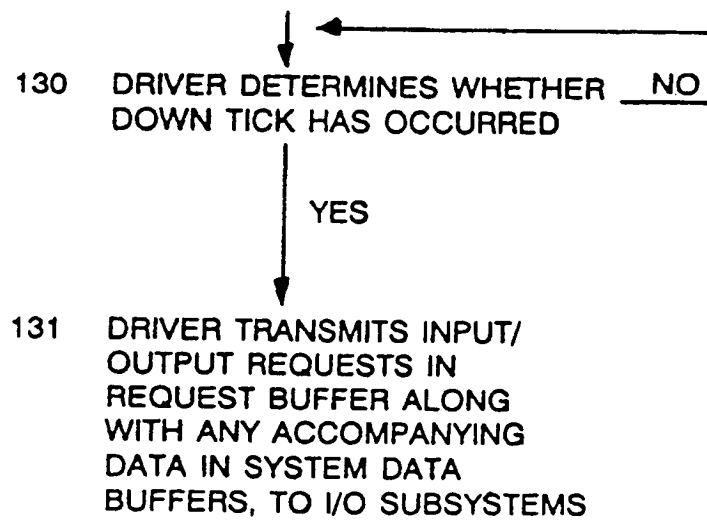 130 DRIVER DETERMINES WHETHER NO
DOWN TICK HAS OCCURRED
YES
131 DRIVER TRANSMITS INPUT/
OUTPUT REQUESTS IN
REQUEST BUFFER ALONG
WITH ANY ACCOMPANYING
DATA IN SYSTEM DATA
BUFFERS, TO I/O SUBSYSTEMS